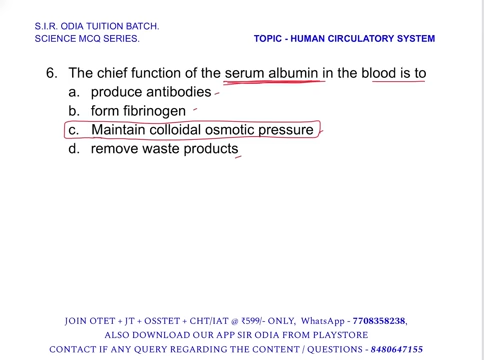 S.I.R. ODIA TUITION BATCH.
SCIENCE MCQ SERIES.
TOPIC - HUMAN CIRCULATORY SYSTEM
6. The chief function of the serum albumin in the blood is to
a. produce antibodies
b. form fibrinogen
c. Maintain colloidal osmotic pressure
d. remove waste products
JOIN OTET + JT + OSSTET + CHT/IAT @ ₹599/- ONLY, WhatsApp - 7708358238,
ALSO DOWNLOAD OUR APP SIR ODIA FROM PLAYSTORE
CONTACT IF ANY QUERY REGARDING THE CONTENT / QUESTIONS - 8480647155